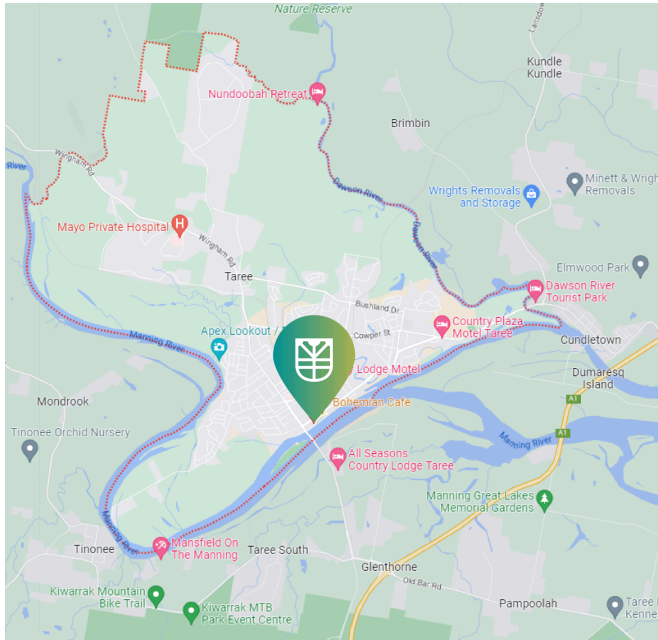 Nature Reserve
Lansdow
Kundle
Kundle
Nundoobah Retreat
Brimbin
River
Wingham Rd
Dawson River
Minett & Wrigh
Removals
Wrights Removals
and Storage
Mayo Private Hospital
H
Wingham Rd
Dawson River
Elmwood Park
Taree
Dawson River
Tourist Park
Bushland Dr
Apex Lookout /
Cowper St
Country Plaza
Motel Taree
Manning River
Cundletown
Lodge Motel
Dumaresq
Island
Mondrook
A1
Bohemian Cafe
Tinonee Orchid Nursery
A1
Manning River
All Seasons
Country Lodge Taree
Manning Great Lakes
Memorial Gardens
Manning River
Tinonee
Mansfield On
The Manning
Taree South
Glenthorne
Old Bar Rd
Kiwarrak Mountain
Bike Trail
Kiwarrak MTB
Park Event Centre
Pampoolah
Taree
Kenne